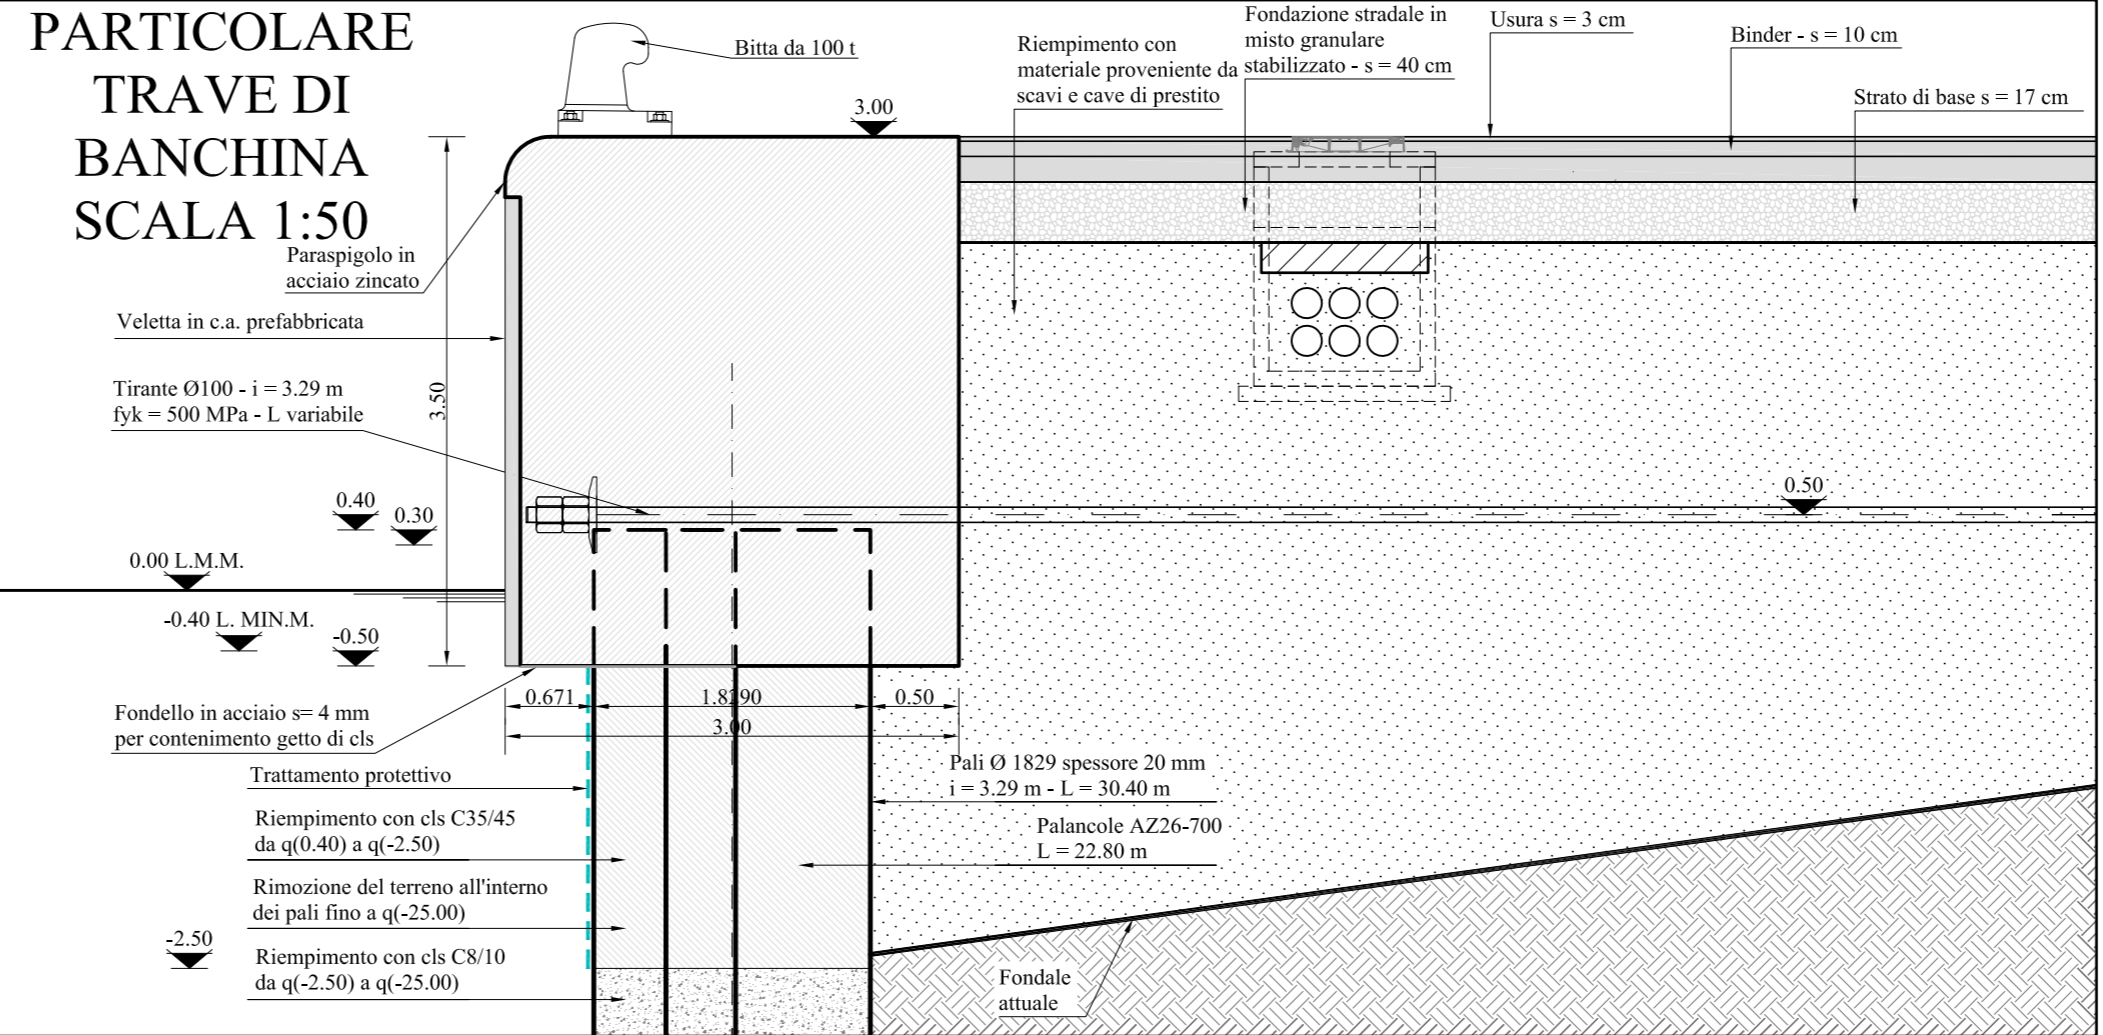 PARTICOLARE
TRAVE DI
BANCHINA
SCALA 1:50
Bitta da 100 t
3.00
Riempimento con
materiale proveniente da
scavi e cave di prestito
Fondazione stradale in
misto granulare
stabilizzato - s = 40 cm
Usura s = 3 cm
Binder - s = 10 cm
Strato di base s = 17 cm
Paraspigolo in
acciaio zincato
Veletta in c.a. prefabbricata
Tirante Ø100 - i = 3.29 m
fyk = 500 MPa - L variabile
3.50
0.40
0.30
0.50
0.00 L.M.M.
-0.40 L. MIN.M.
-0.50
0.671
1.8290
0.50
3.00
Fondello in acciaio s= 4 mm
per contenimento getto di cls
Trattamento protettivo
Riempimento con cls C35/45
da q(0.40) a q(-2.50)
Rimozione del terreno all'interno
dei pali fino a q(-25.00)
-2.50
Riempimento con cls C8/10
da q(-2.50) a q(-25.00)
Pali Ø 1829 spessore 20 mm
i = 3.29 m - L = 30.40 m
Palancole AZ26-700
L = 22.80 m
Fondale
attuale